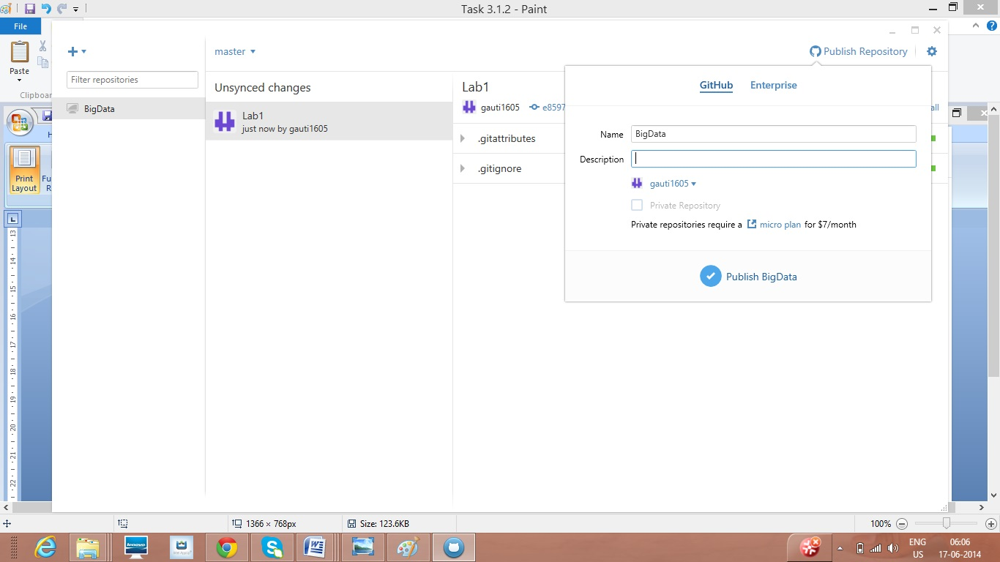 Task 3.1.2 - Paint
File
Paste
Clipboard
H
Print Layout
Fu
R
L
13
14
15
16
17
18
19
20
21
22
master
Publish Repository
Filter repositories
BigData
Unsynced changes
Lab1
just now by gauti1605
Lab1
gauti1605 e8597
all
.gitattributes
.gitignore
GitHub Enterprise
Name BigData
Description
gauti1605
Private Repository
Private repositories require a micro plan for $7/month
Publish BigData
1366 × 768px
Size: 123.6KB
100%
lenovo
ENG
US
06:06
17-06-2014